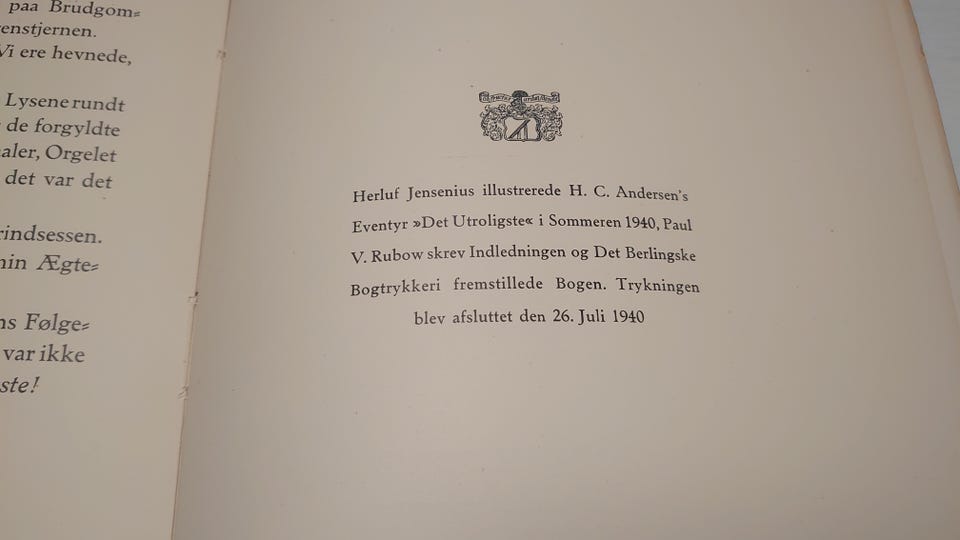 paa Brudgom⸗
enstjernen.
Vi ere hevnede,
Lysene rundt
de forgyldte
aler, Orgelet
det var det
rindsessen.
min Ægte⸗
ns Følge⸗
var ikke
ste!
Herluf Jensenius illustrerede H. C. Andersen's
Eventyr »Det Utroligste« i Sommeren 1940, Paul
V. Rubow skrev Indledningen og Det Berlingske
Bogtrykkeri fremstillede Bogen. Trykningen
blev afsluttet den 26. Juli 1940